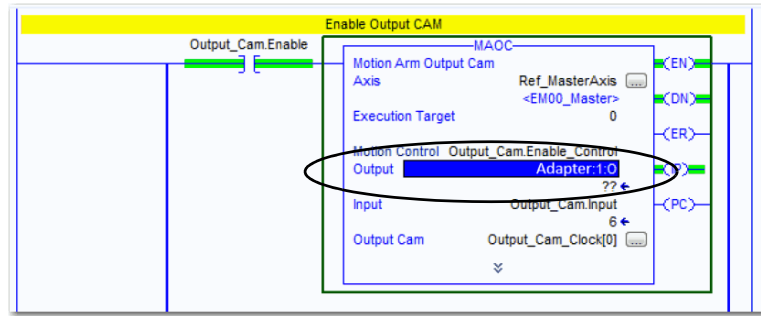 Enable Output CAM
Output_Cam.Enable
MAOC
Motion Arm Output Cam
Axis Ref_MasterAxis ...
<EM00_Master>
Execution Target 0
Motion Control Output_Cam.Enable_Control
Output Adapter:1:O
??
Input Output_Cam.Input
6
Output Cam Output_Cam_Clock[0] ...
EN
DN
ER
IP
PC